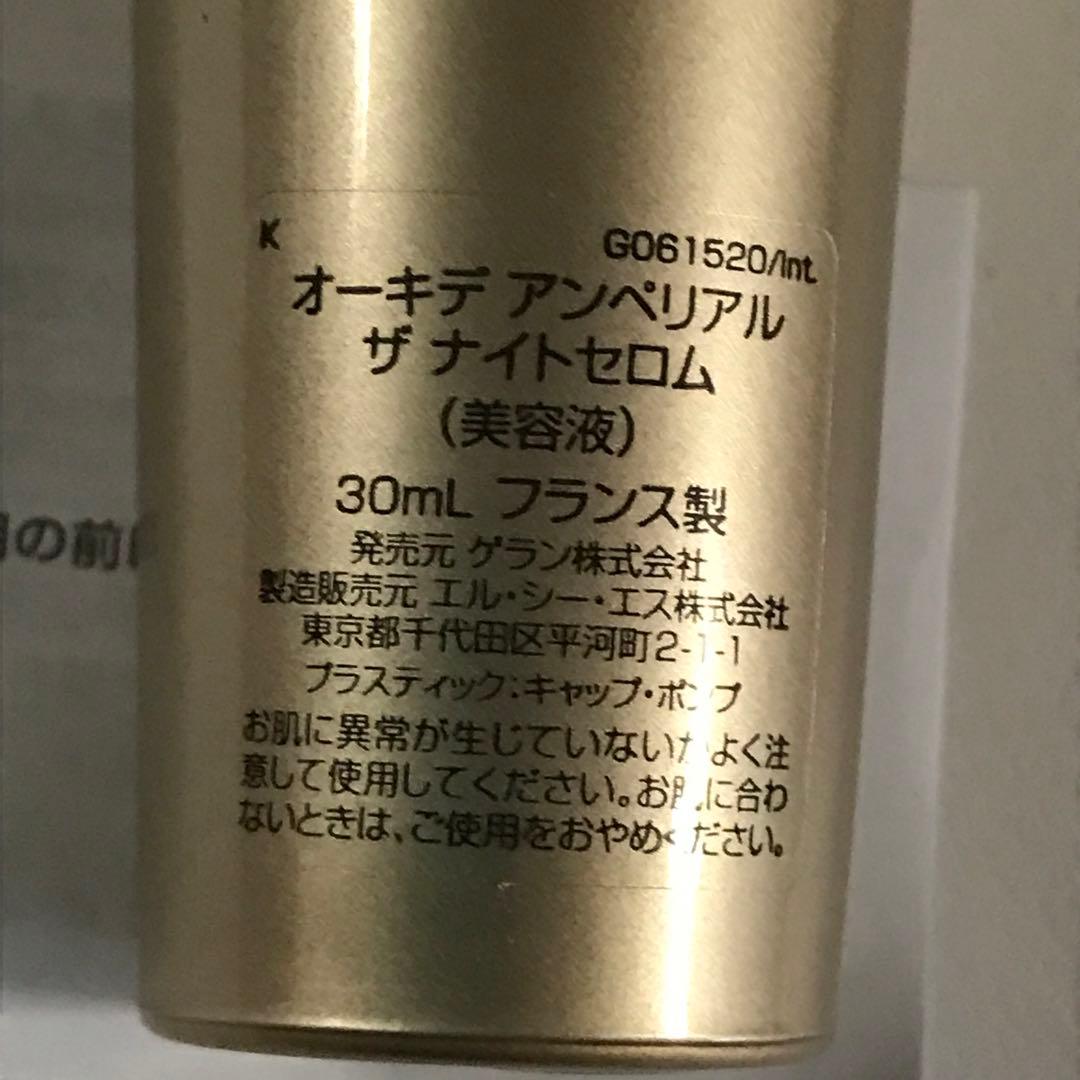 K
G061520/Int.
オーキデ アンペリアル
ザ ナイトセロム
(美容液)
30mL フランス製
発売元 ゲラン株式会社
製造販売元 エル・シー・エス株式会社
東京都千代田区平河町2-1-1
プラスティック:キャップ・ポンプ
お肌に異常が生じていないかよく注
意して使用してください。お肌に合わ
ないときは、ご使用をおやめください。
の前